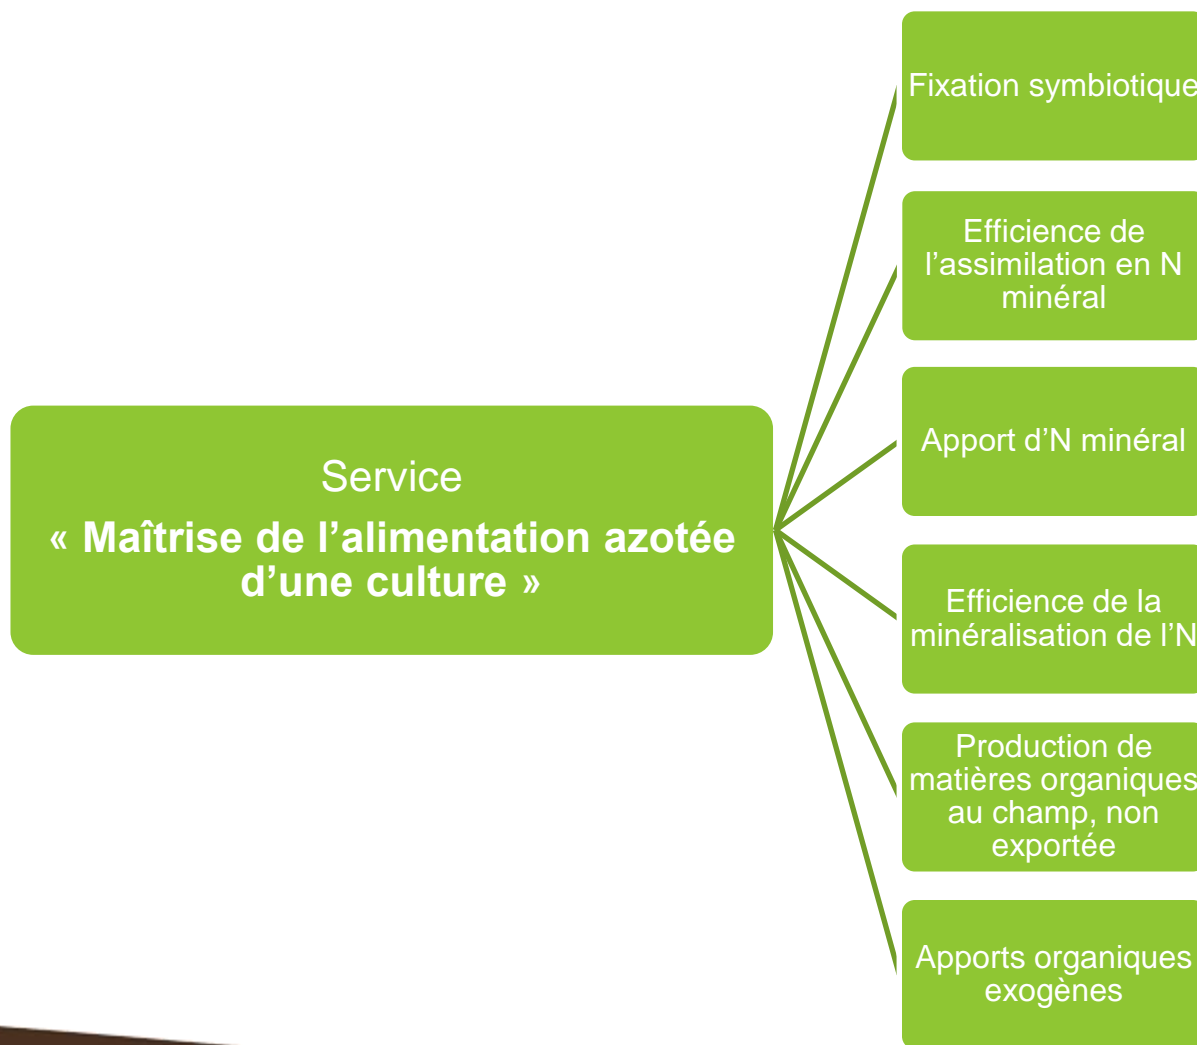 Service
« Maîtrise de l’alimentation azotée
d’une culture »
Fixation symbiotique
Efficience de
l’assimilation en N
minéral
Apport d’N minéral
Efficience de la
minéralisation de l’N
Production de
matières organiques
au champ, non
exportée
Apports organiques
exogènes